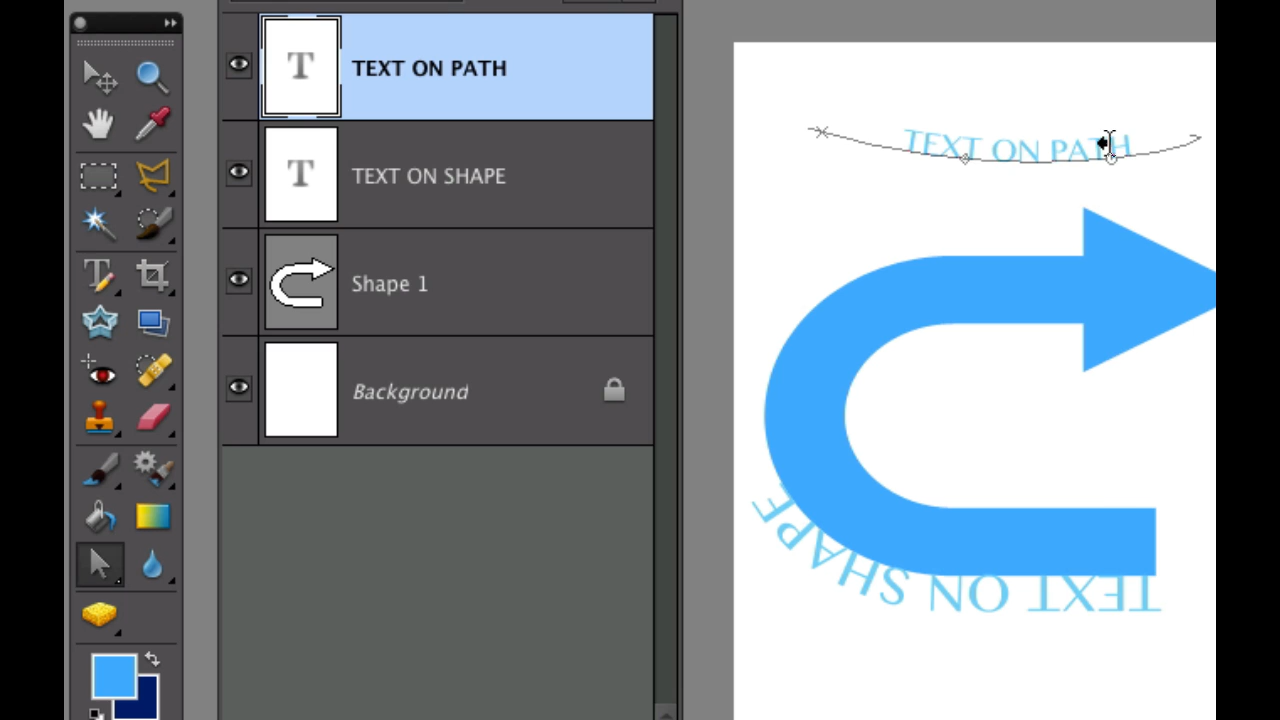 TEXT ON PATH
TEXT ON SHAPE
Shape 1
Background
TEXT ON PATH
TEXT ON SHAPE